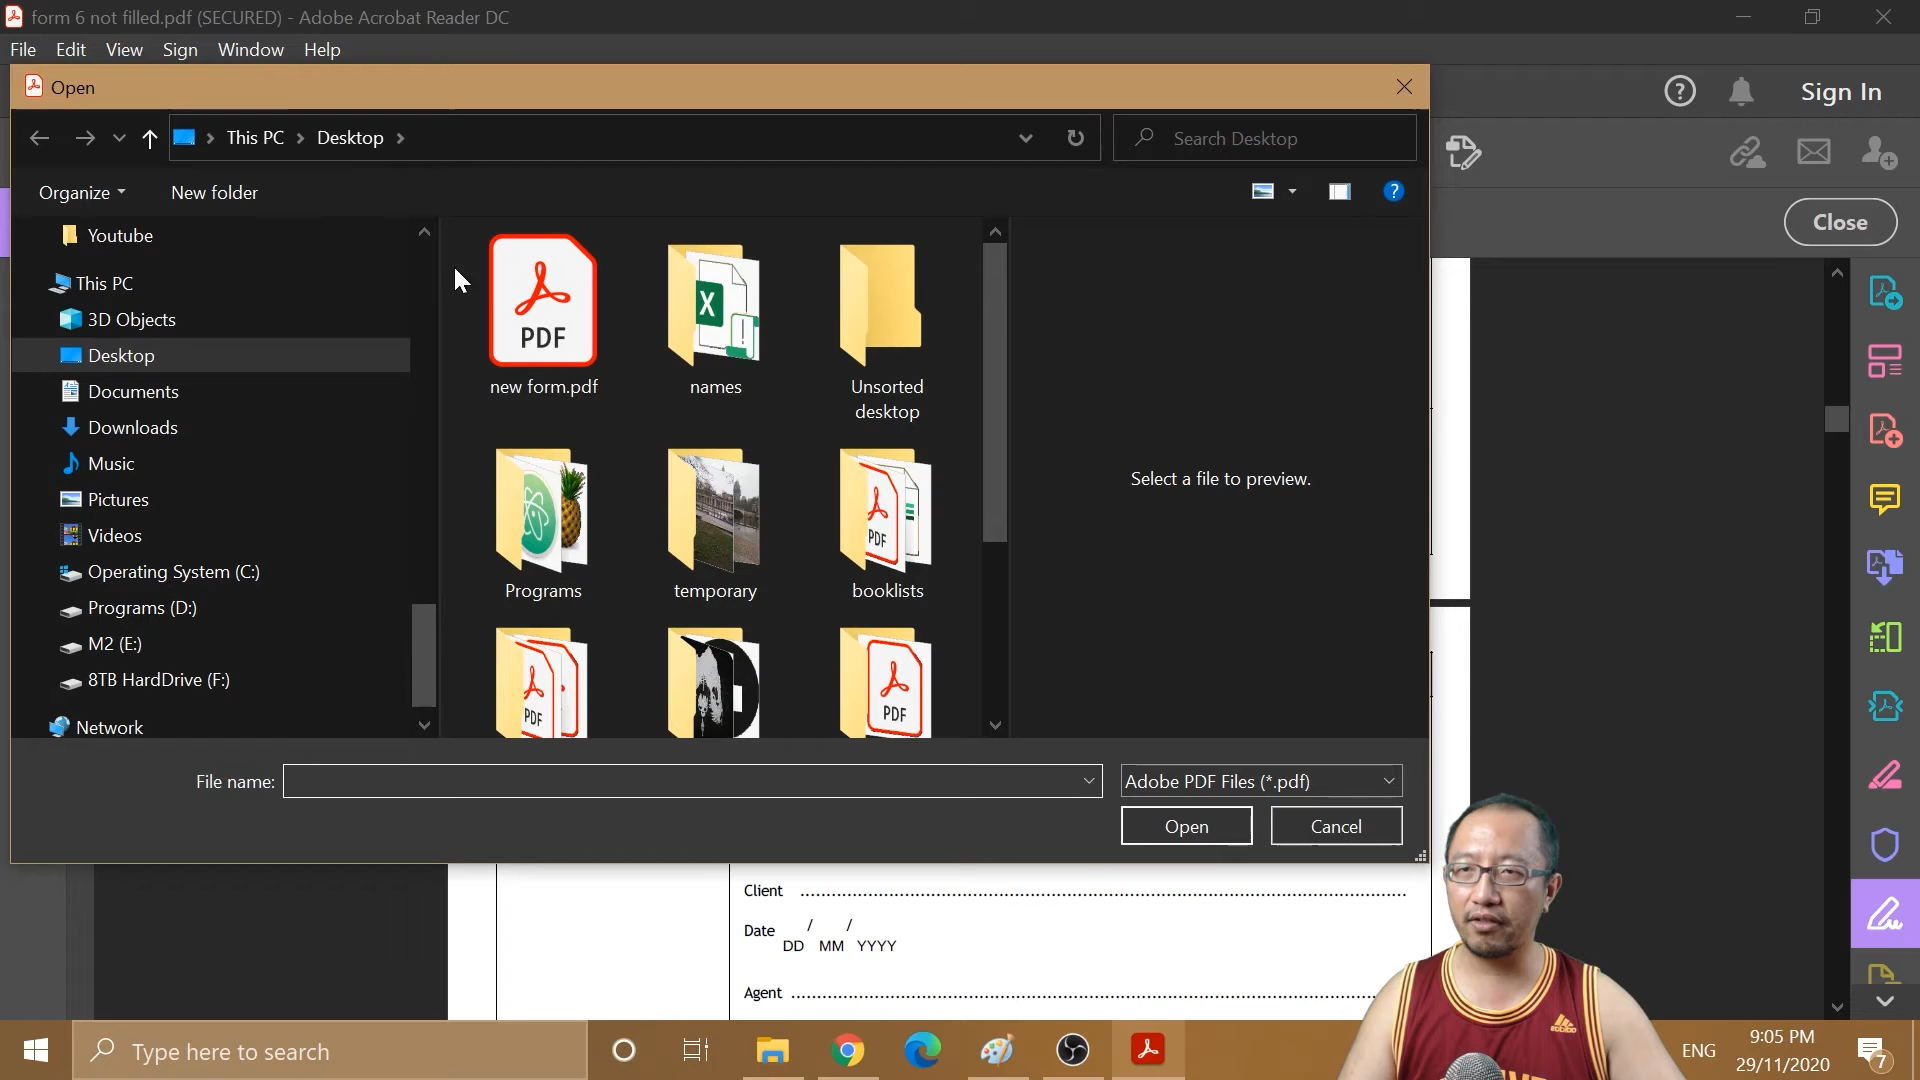 form 6 not filled.pdf (SECURED) - Adobe Acrobat Reader DC
File Edit View Sign Window Help
Open
Sign In
This PC Desktop
Search Desktop
Organize New folder
Close
Youtube
This PC
3D Objects
Desktop
Documents
Downloads
Music
Pictures
Videos
Operating System (C:)
Programs (D:)
M2 (E:)
8TB HardDrive (F:)
Network
PDF
new form.pdf
names
Unsorted
desktop
PDF
Programs
temporary
booklists
PDF
PDF
Select a file to preview.
File name:
Adobe PDF Files (*.pdf)
Open Cancel
Client
Date / /
DD MM YYYY
Agent
Type here to search
ENG
9:05 PM
29/11/2020
7
adidas